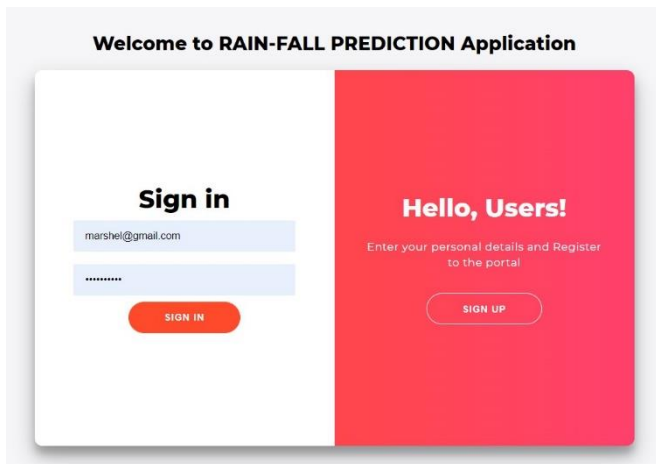 Welcome to RAIN-FALL PREDICTION Application
Sign in
marshel@gmail.com
••••••••••
SIGN IN
Hello, Users!
Enter your personal details and Register
to the portal
SIGN UP